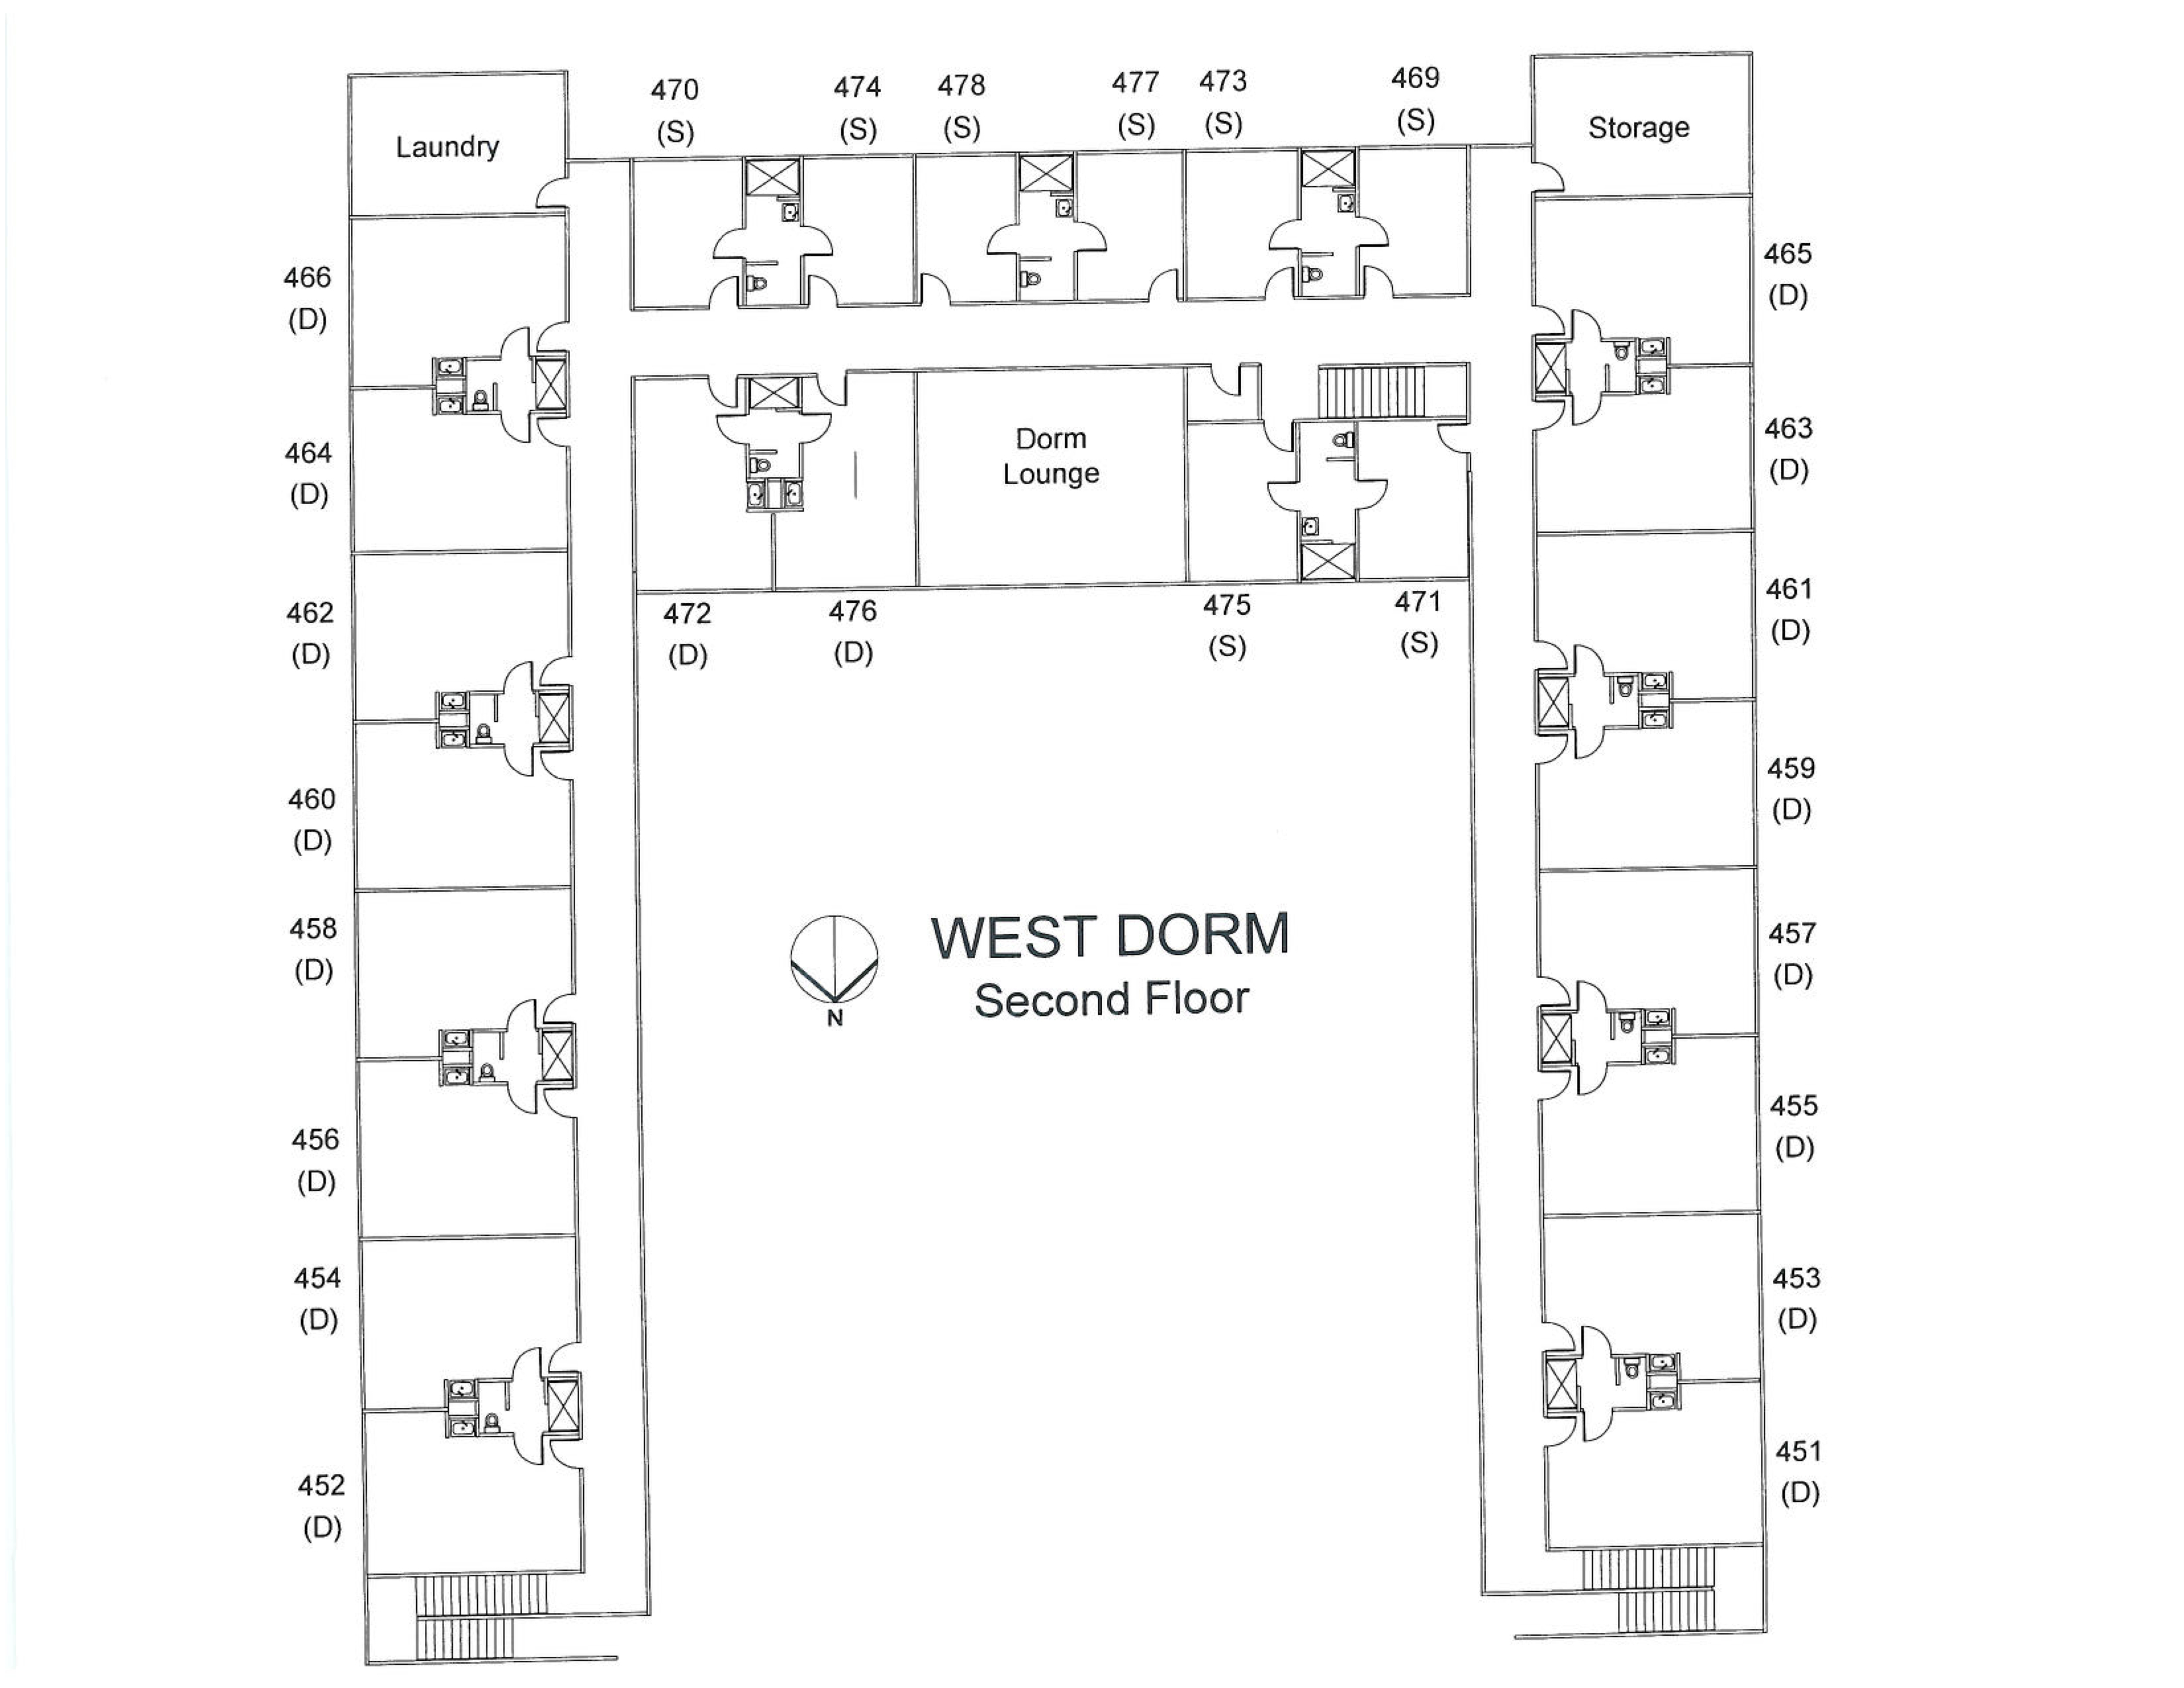 470
(S)
474
(S)
478
(S)
477
(S)
473
(S)
469
(S)
Laundry
Storage
466
(D)
464
(D)
462
(D)
460
(D)
458
(D)
456
(D)
454
(D)
452
(D)
Dorm
Lounge
472
(D)
476
(D)
475
(S)
471
(S)
N
WEST DORM
Second Floor
465
(D)
463
(D)
461
(D)
459
(D)
457
(D)
455
(D)
453
(D)
451
(D)